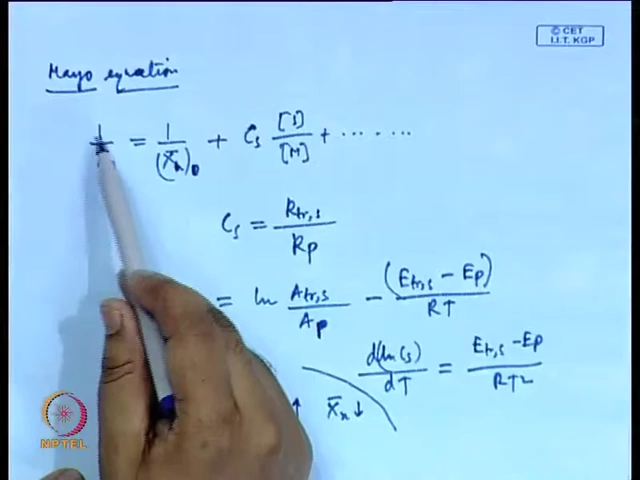 © CET
I.I.T. KGP
Mayo equation
1 = 1/(X̄n)0 + Cs [S]/[M] + ........
Cs = Rtr,s/Rp
= ln Atr,s/Ap - (Etr,s - Ep)/RT
d(ln Cs)/dT = Etr,s - Ep/RT2
↑ X̄n ↓
NPTEL